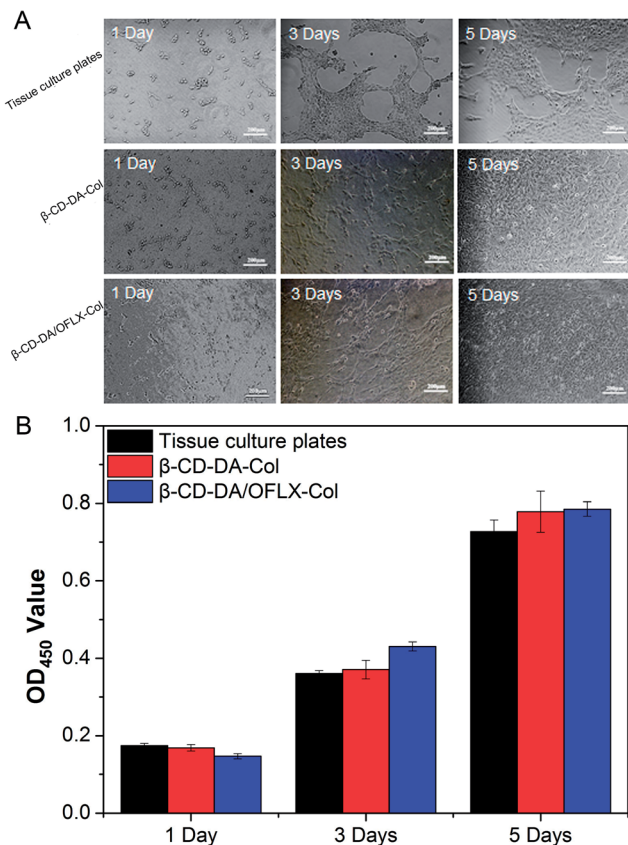 A
Tissue culture plates
1 Day
200μm
3 Days
200μm
5 Days
200μm
β-CD-DA-Col
1 Day
200μm
3 Days
200μm
5 Days
200μm
β-CD-DA/OFLX-Col
1 Day
200μm
3 Days
200μm
5 Days
200μm
B
Tissue culture plates
β-CD-DA-Col
β-CD-DA/OFLX-Col
OD450 Value
1.0
0.8
0.6
0.4
0.2
0.0
1 Day
3 Days
5 Days